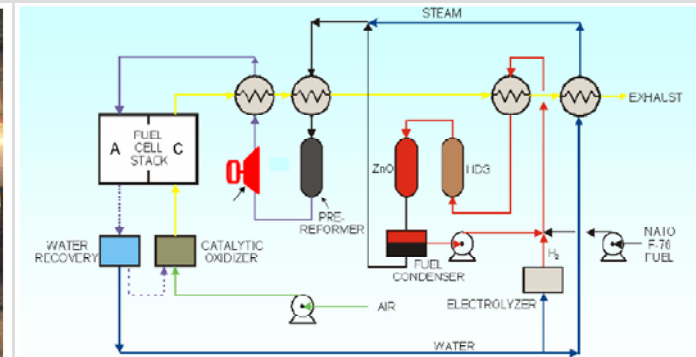 STEAM
EXHAUST
FUEL
CELL
STACK
A
C
ZnO
HDS
PRE-
REFORMER
WATER
RECOVERY
CATALYTIC
OXIDIZER
FUEL
CONDENSER
H2
NATO
F-76
FUEL
ELECTROLYZER
AIR
WATER